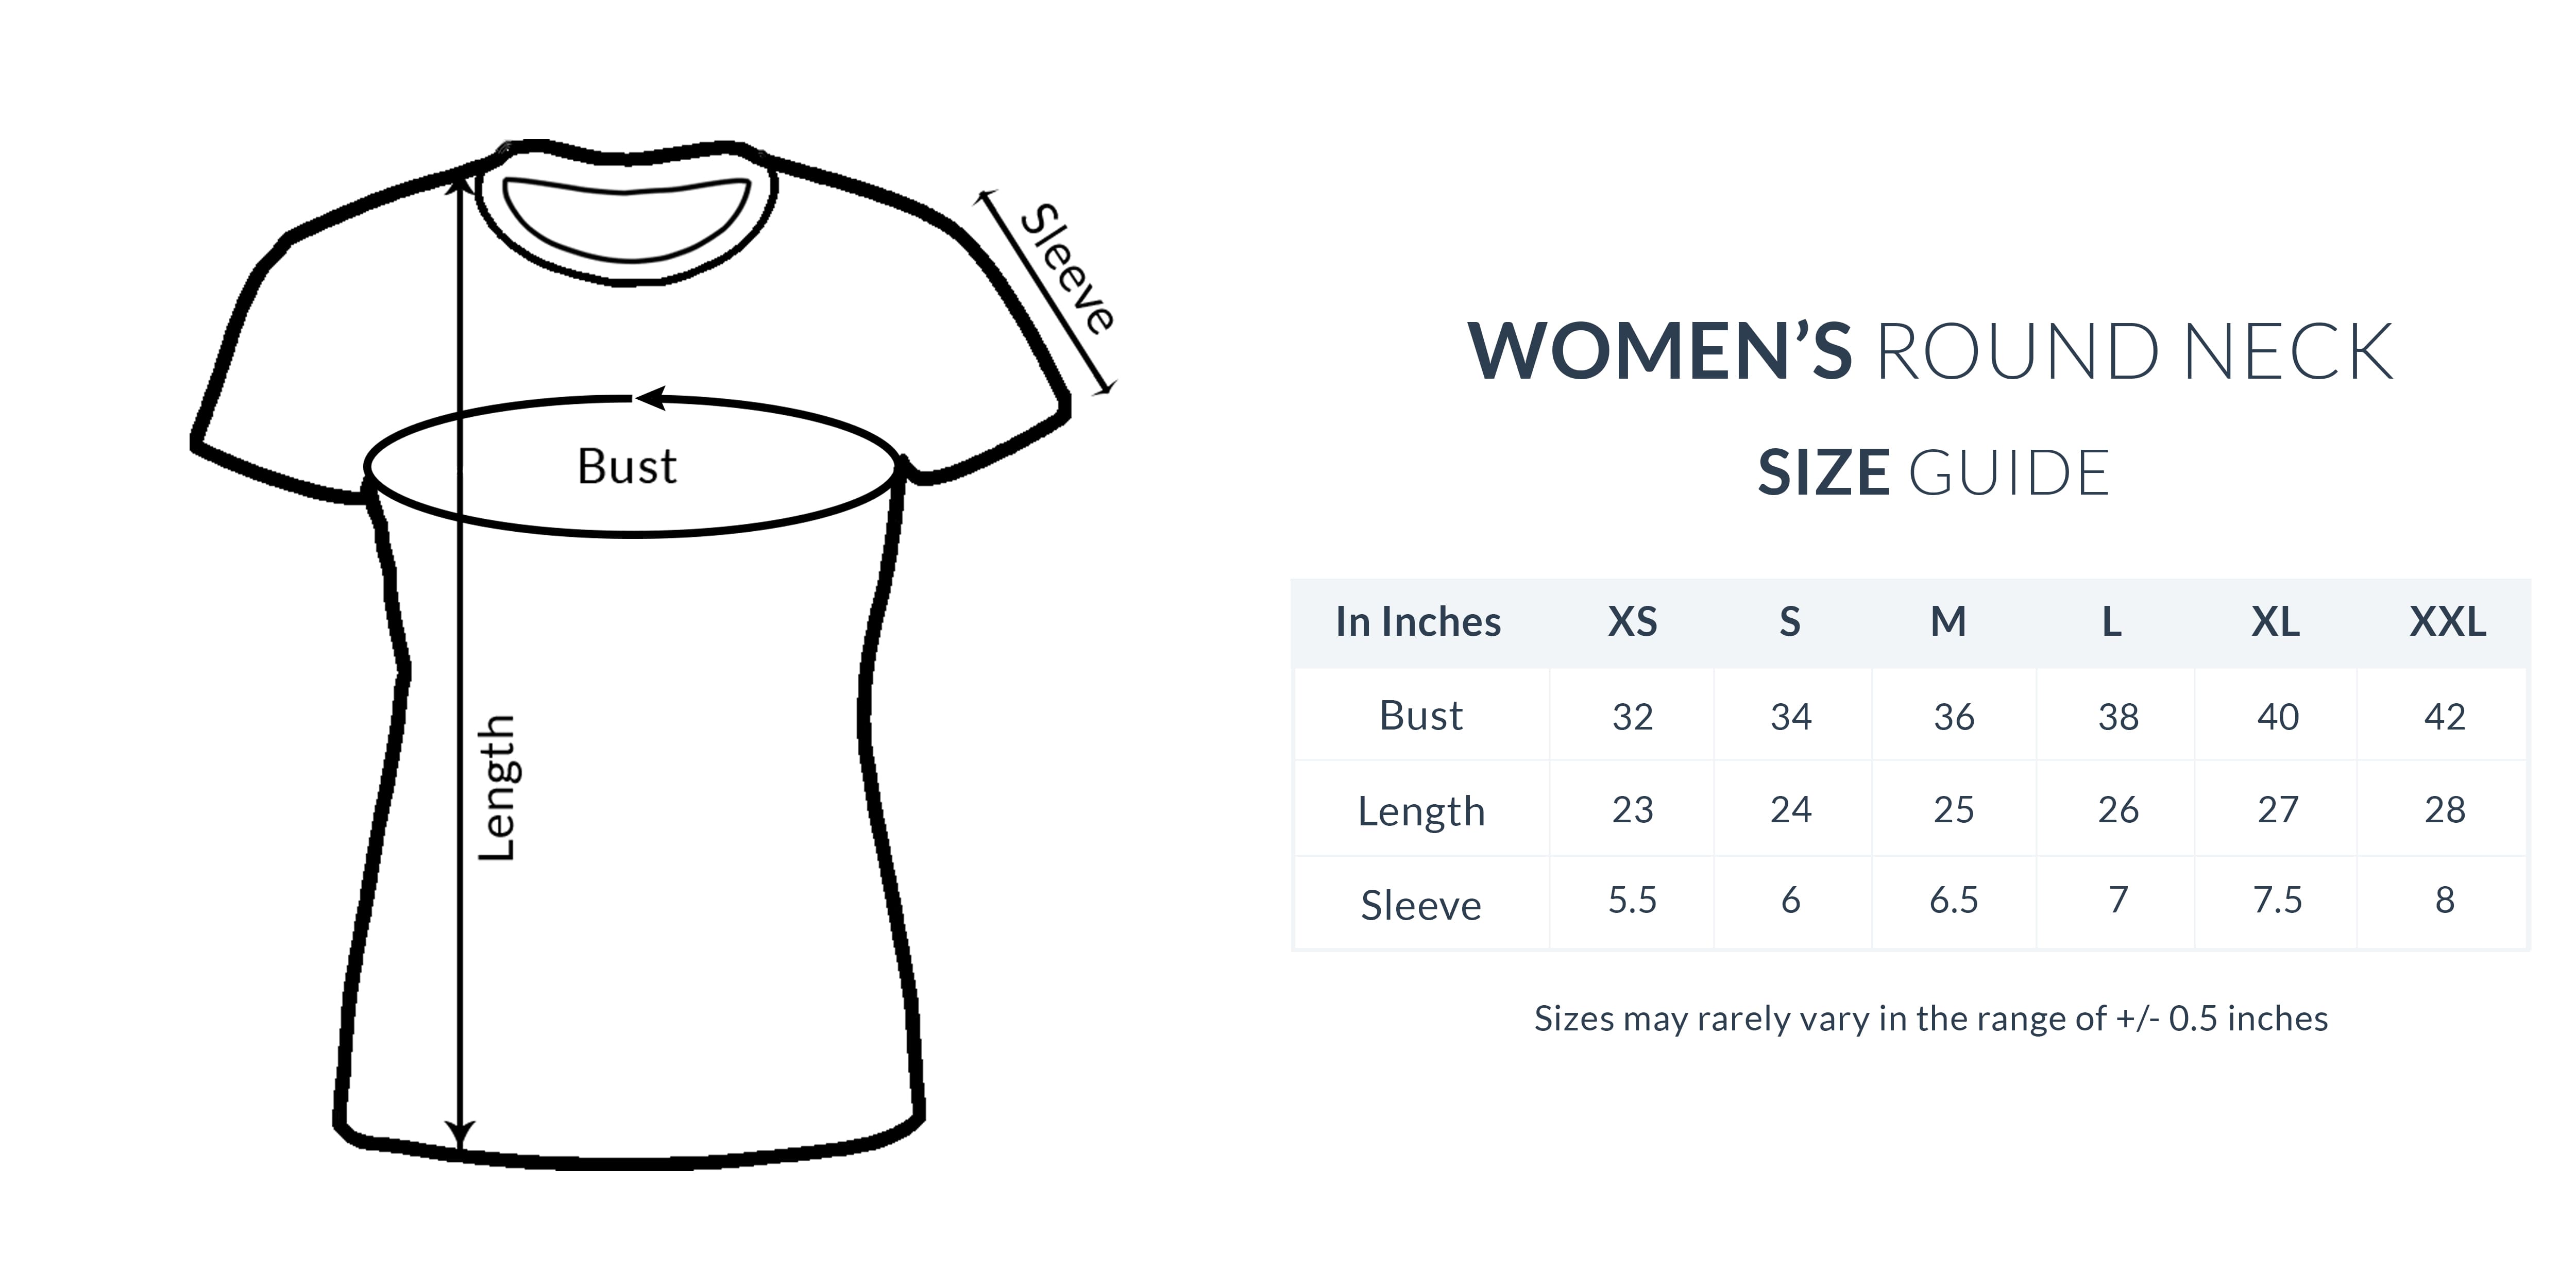 Sleeve
Bust
Length
WOMEN’S ROUND NECK
SIZE GUIDE
In Inches XS S M L XL XXL
Bust 32 34 36 38 40 42
Length 23 24 25 26 27 28
Sleeve 5.5 6 6.5 7 7.5 8
Sizes may rarely vary in the range of +/- 0.5 inches